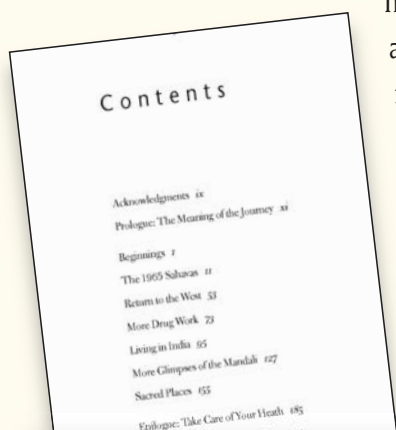 Contents
Acknowledgments ix
Prologue: The Meaning of the Journey xi
Beginnings 1
The 1965 Sahavas 11
Return to the West 53
More Drug Work 73
Living in India 95
More Glimpses of the Mandali 127
Sacred Places 155
Epilogue: Take Care of Your Heath 185